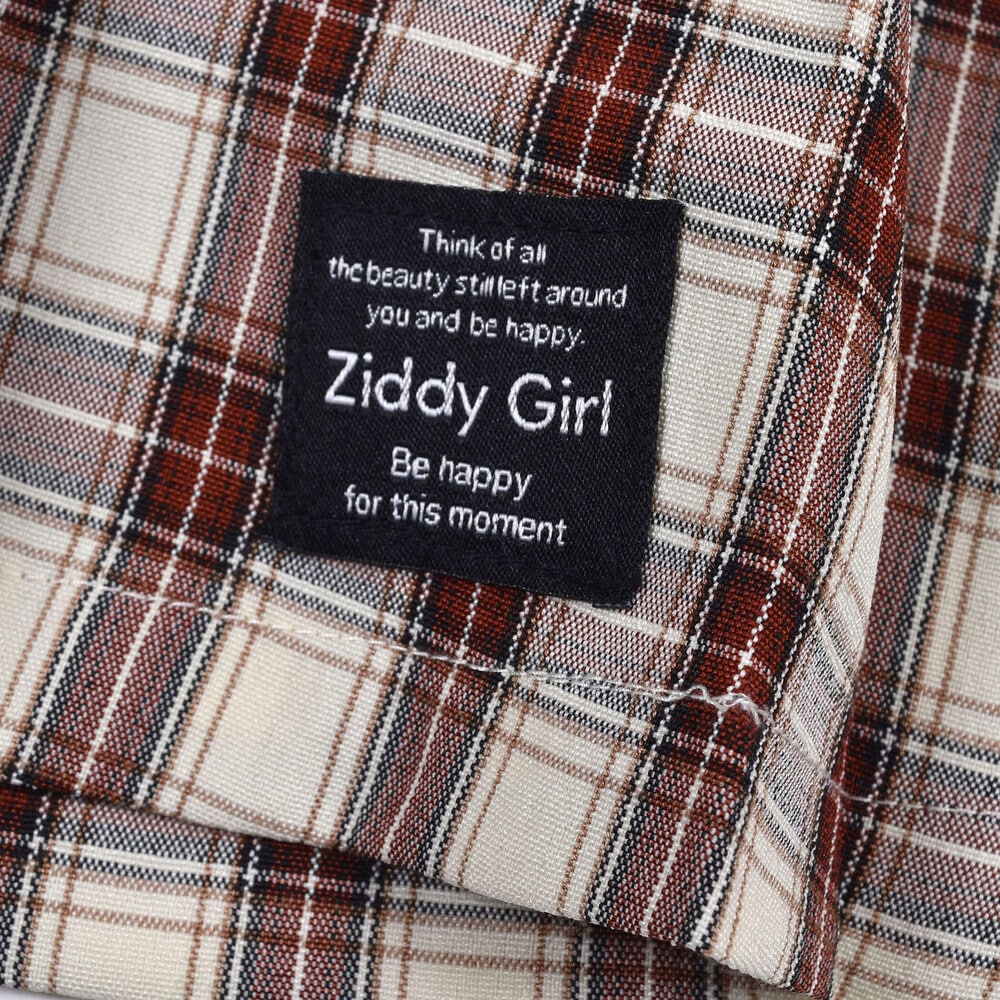 Think of all
the beauty still left around
you and be happy.
Ziddy Girl
Be happy
for this moment